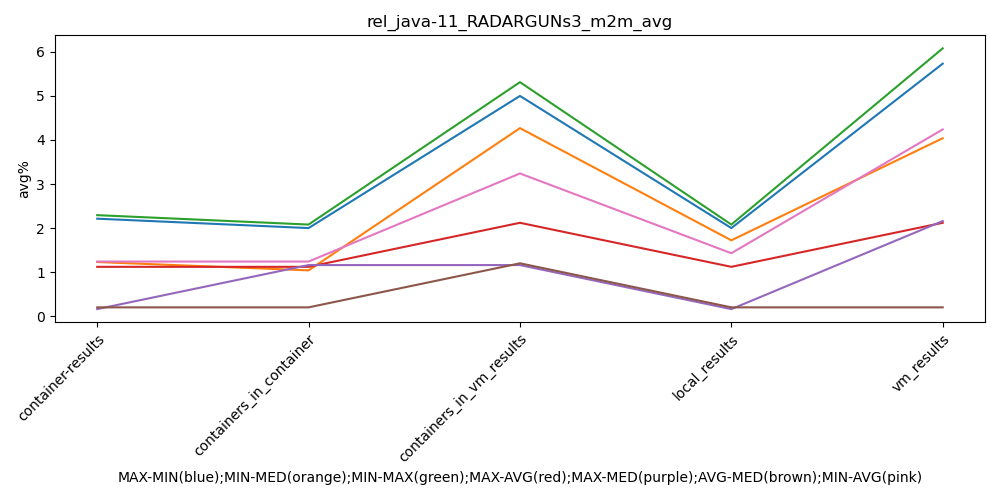 rel_java-11_RADARGUNs3_m2m_avg
avg%
6
5
4
3
2
1
0
container-results
containers_in_container
containers_in_vm_results
local_results
vm_results
MAX-MIN(blue);MIN-MED(orange);MIN-MAX(green);MAX-AVG(red);MAX-MED(purple);AVG-MED(brown);MIN-AVG(pink)